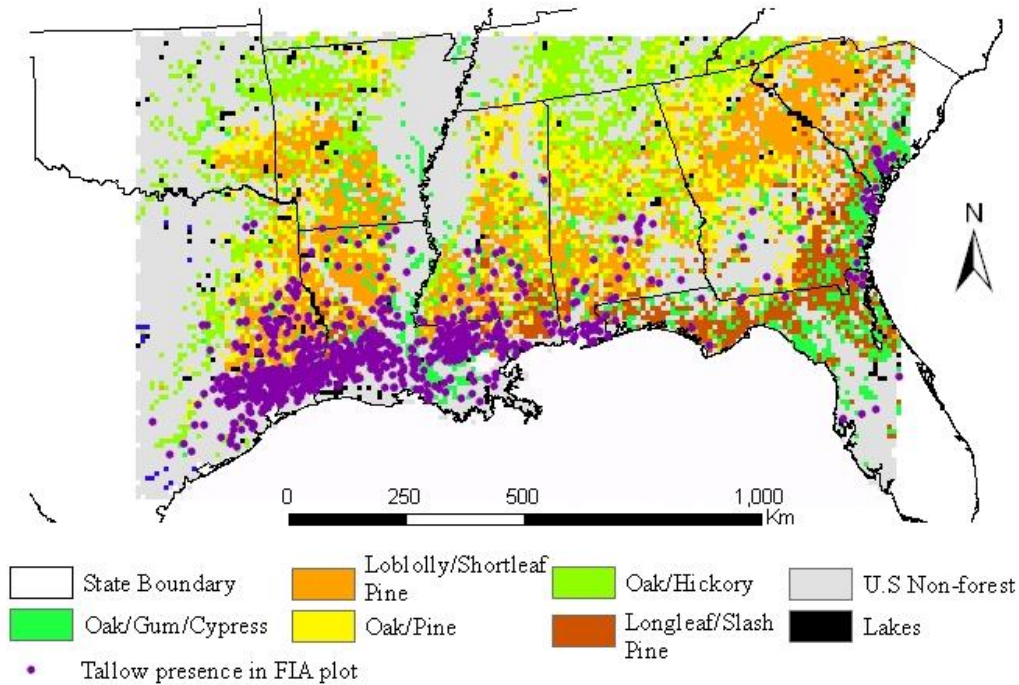 N
0 250 500 1,000
Km
State Boundary
Loblolly/Shortleaf
Pine
Oak/Hickory
U.S Non-forest
Oak/Gum/Cypress
Oak/Pine
Longleaf/Slash
Pine
Lakes
Tallow presence in FIA plot